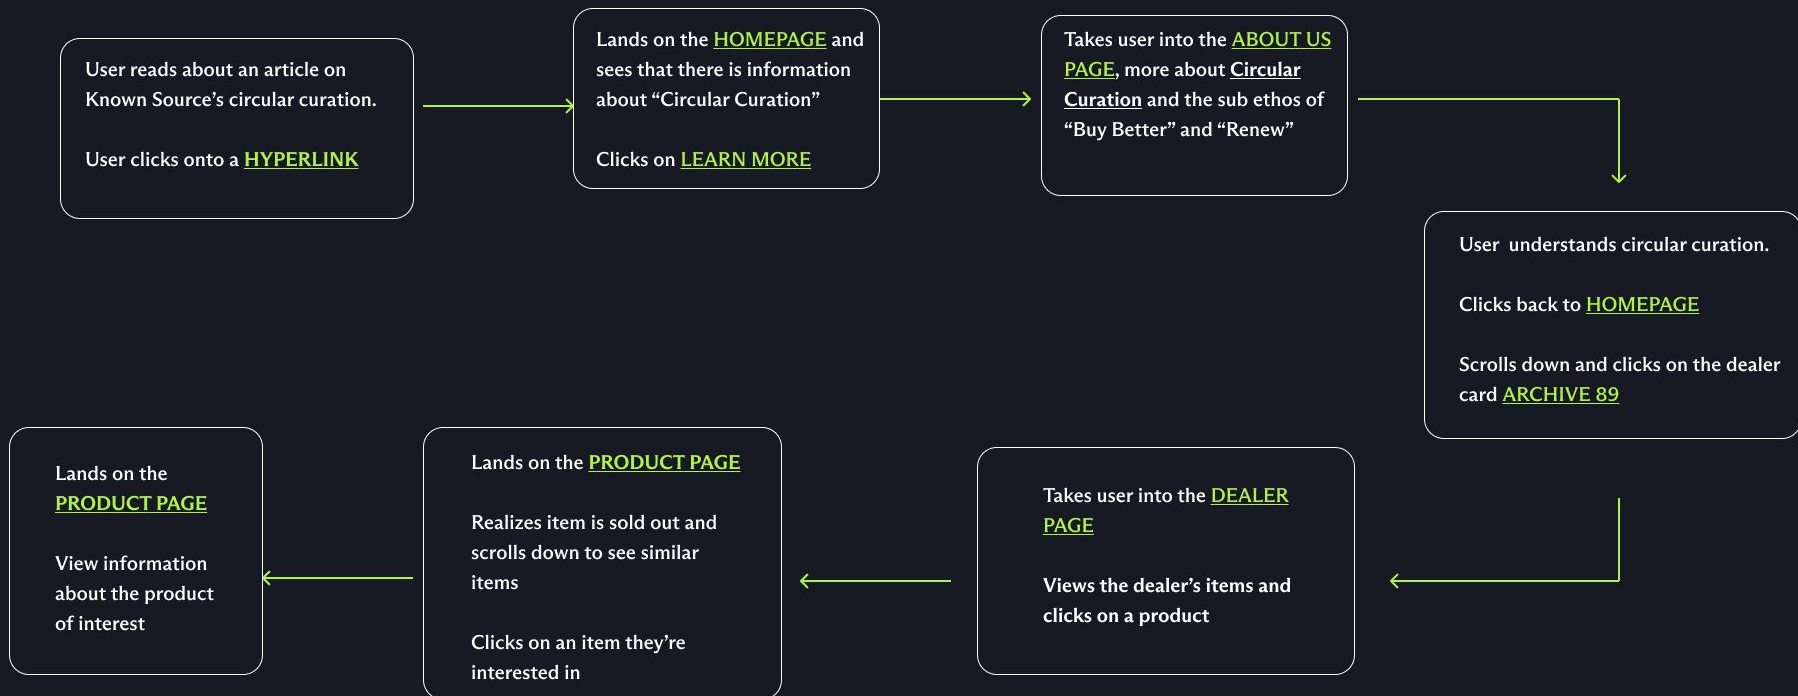 User reads about an article on
Known Source’s circular curation.
User clicks onto a HYPERLINK
Lands on the HOMEPAGE and
sees that there is information
about “Circular Curation”
Clicks on LEARN MORE
Takes user into the ABOUT US
PAGE, more about Circular
Curation and the sub ethos of
“Buy Better” and “Renew”
User  understands circular curation.
Clicks back to HOMEPAGE
Scrolls down and clicks on the dealer
card ARCHIVE 89
Takes user into the DEALER
PAGE
Views the dealer’s items and
clicks on a product
Lands on the PRODUCT PAGE
Realizes item is sold out and
scrolls down to see similar
items
Clicks on an item they’re
interested in
Lands on the
PRODUCT PAGE
View information
about the product
of interest